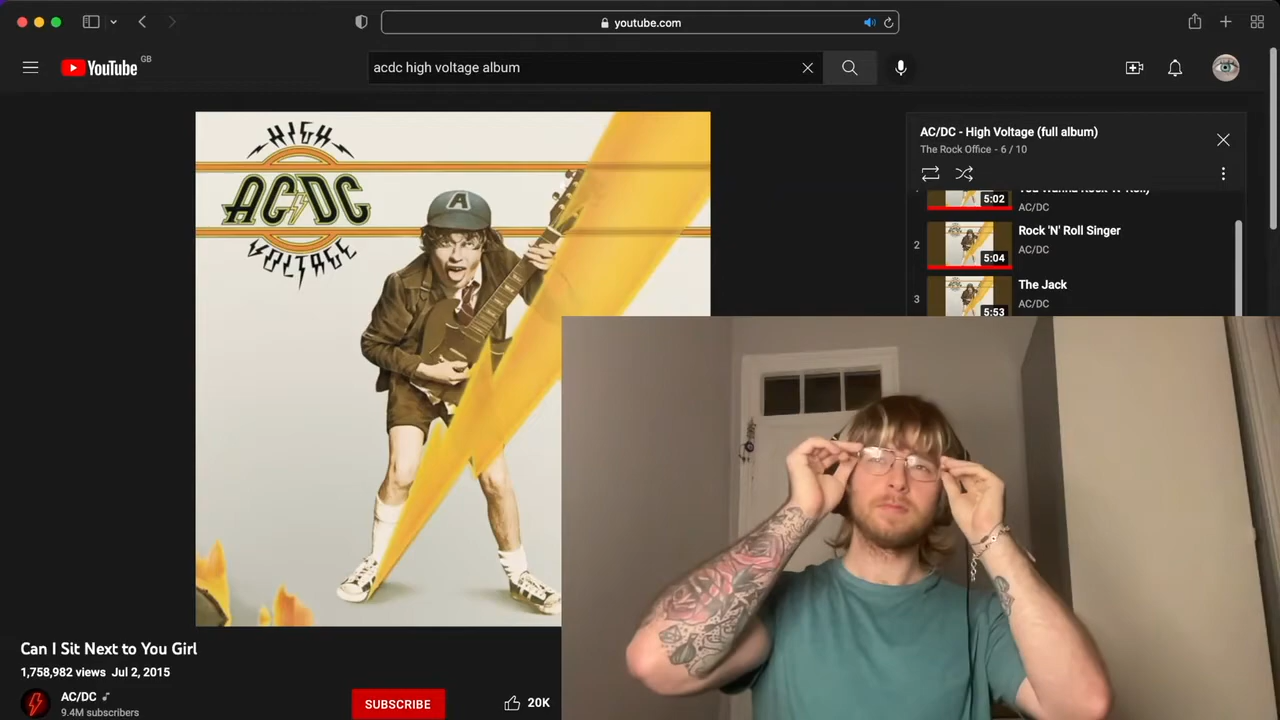 youtube.com
YouTube GB
acdc high voltage album
HIGH
AC/DC
VOLTAGE
A
AC/DC - High Voltage (full album)
The Rock Office - 6 / 10
5:02
AC/DC
2
Rock 'N' Roll Singer
AC/DC
5:04
3
The Jack
AC/DC
5:53
Can I Sit Next to You Girl
1,758,982 views Jul 2, 2015
AC/DC
9.4M subscribers
SUBSCRIBE
20K